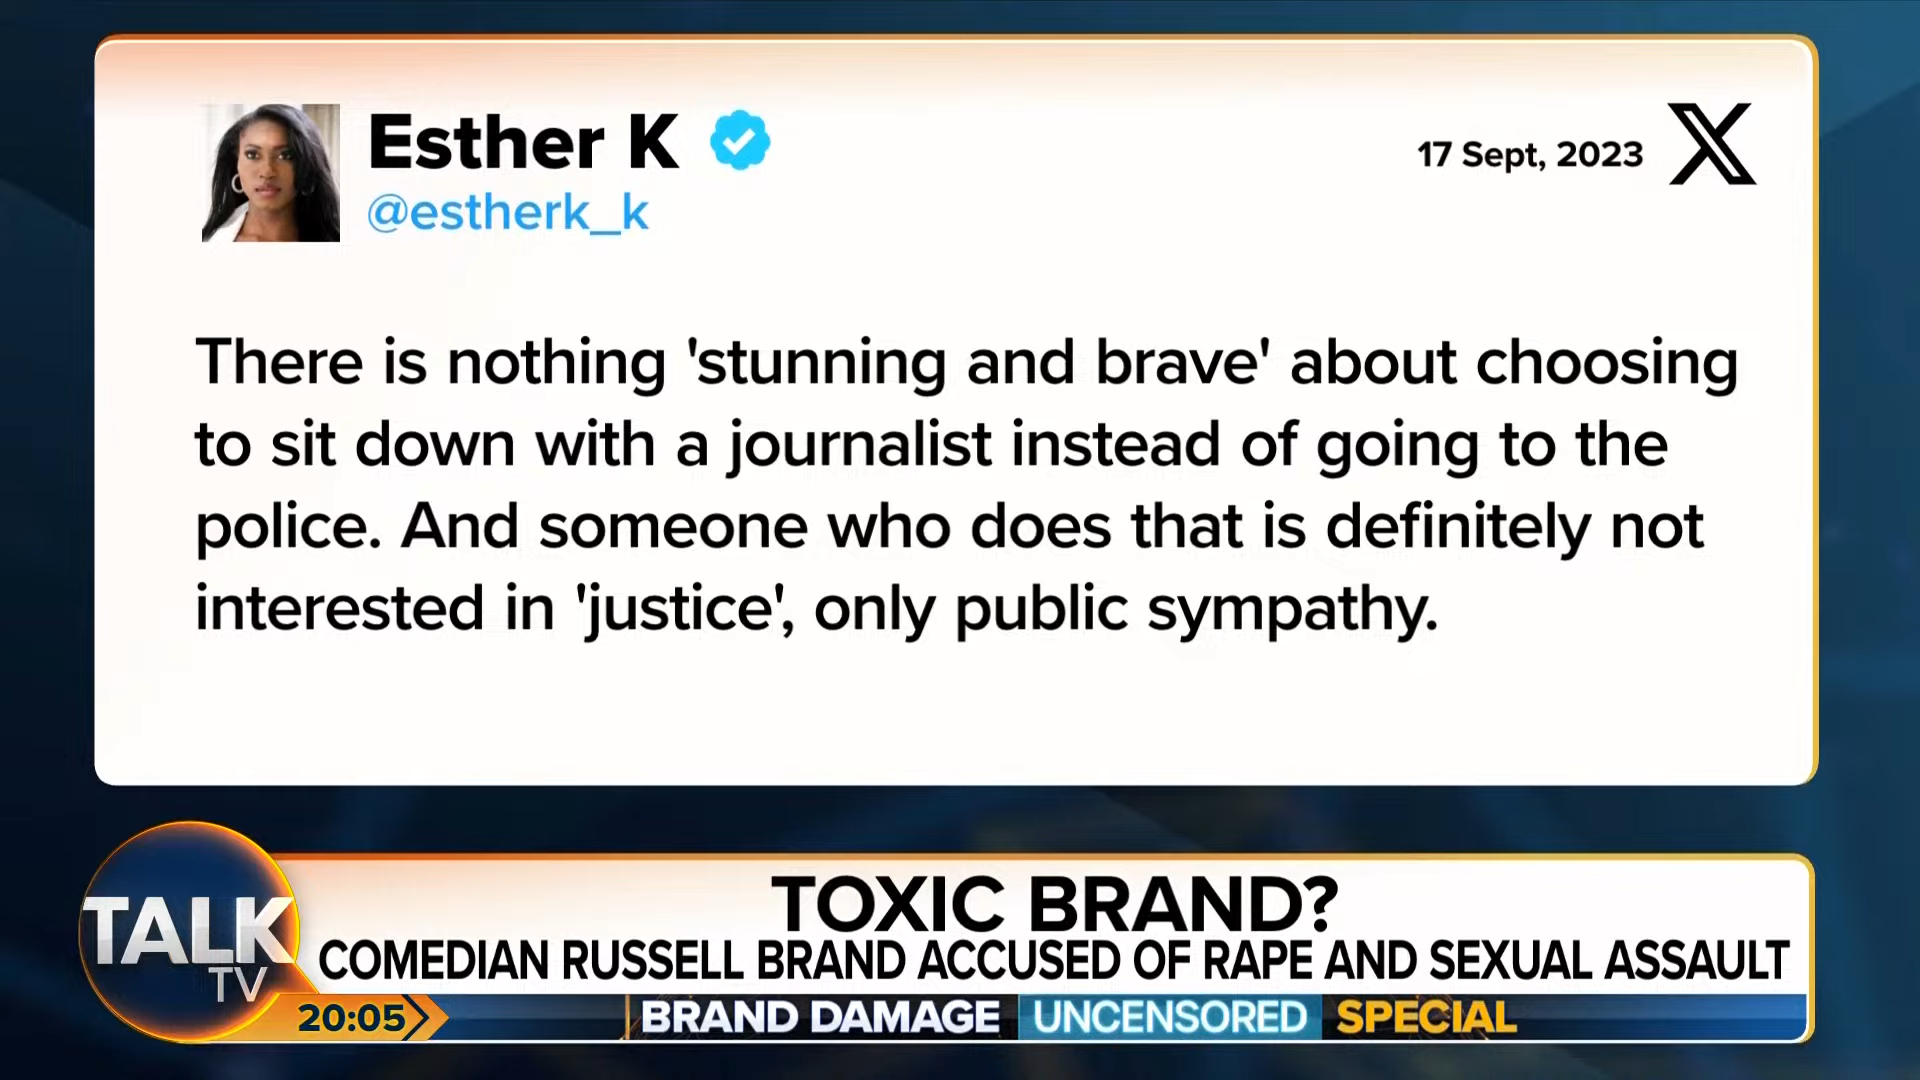 Esther K
@estherk_k
17 Sept, 2023
There is nothing 'stunning and brave' about choosing
to sit down with a journalist instead of going to the
police. And someone who does that is definitely not
interested in 'justice', only public sympathy.
TALK
TV
20:05
TOXIC BRAND?
COMEDIAN RUSSELL BRAND ACCUSED OF RAPE AND SEXUAL ASSAULT
BRAND DAMAGE UNCENSORED SPECIAL